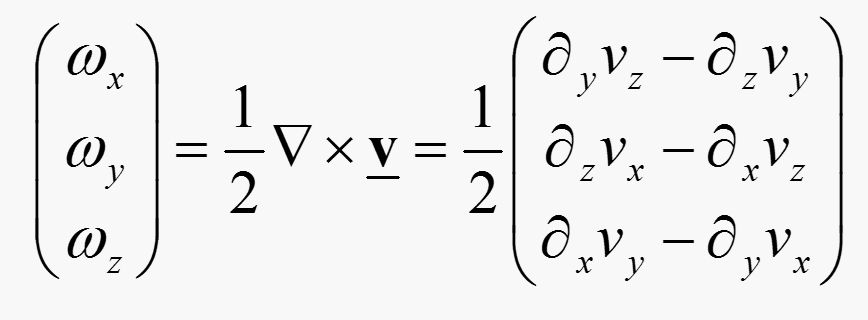 (ω_x ω_y ω_z) = 1/2 ∇ × v = 1/2 (∂_y v_z − ∂_z v_y
∂_z v_x − ∂_x v_z
∂_x v_y − ∂_y v_x)